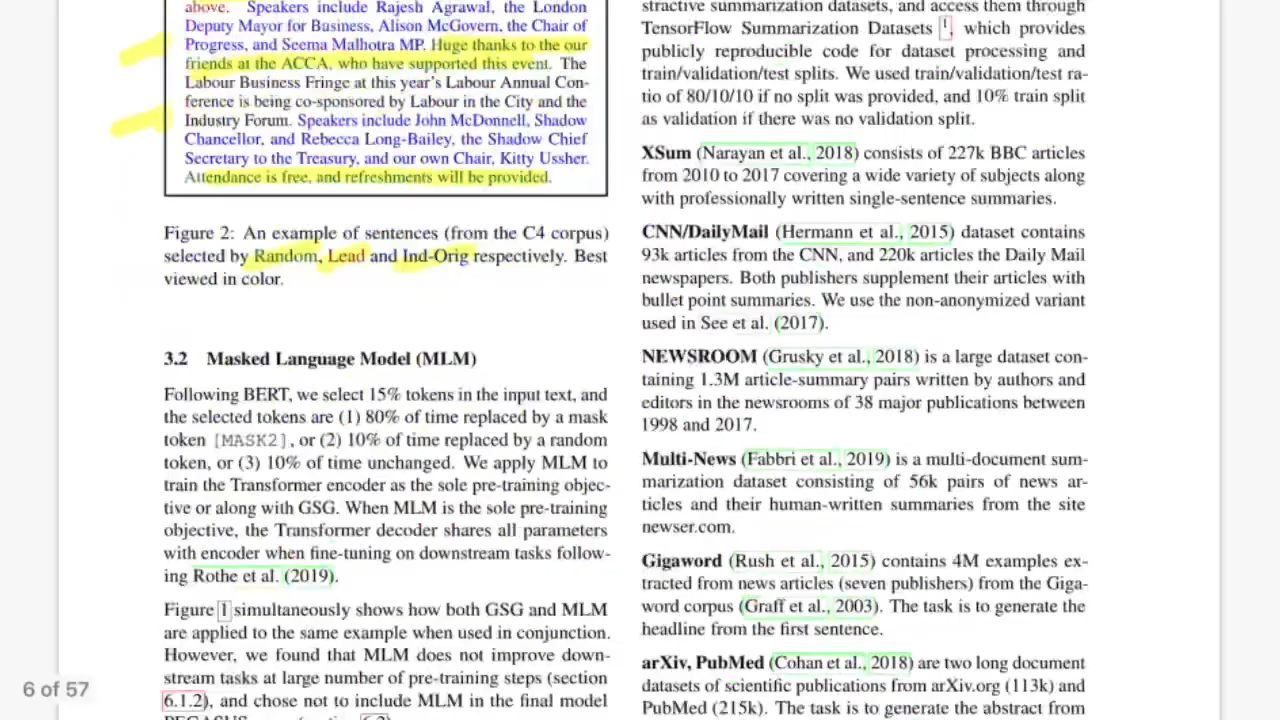 above. Speakers include Rajesh Agrawal, the London
Deputy Mayor for Business, Alison McGovern, the Chair of
Progress, and Seema Malhotra MP. Huge thanks to the our
friends at the ACCA, who have supported this event. The
Labour Business Fringe at this year's Labour Annual Con-
ference is being co-sponsored by Labour in the City and the
Industry Forum. Speakers include John McDonnell, Shadow
Chancellor, and Rebecca Long-Bailey, the Shadow Chief
Secretary to the Treasury, and our own Chair, Kitty Ussher.
Attendance is free, and refreshments will be provided.
Figure 2: An example of sentences (from the C4 corpus)
selected by Random, Lead and Ind-Orig respectively. Best
viewed in color.
3.2 Masked Language Model (MLM)
Following BERT, we select 15% tokens in the input text, and
the selected tokens are (1) 80% of time replaced by a mask
token [MASK2], or (2) 10% of time replaced by a random
token, or (3) 10% of time unchanged. We apply MLM to
train the Transformer encoder as the sole pre-training objec-
tive or along with GSG. When MLM is the sole pre-training
objective, the Transformer decoder shares all parameters
with encoder when fine-tuning on downstream tasks follow-
ing Rothe et al. (2019).
Figure 1 simultaneously shows how both GSG and MLM
are applied to the same example when used in conjunction.
However, we found that MLM does not improve down-
stream tasks at large number of pre-training steps (section
6.1.2), and chose not to include MLM in the final model
stractive summarization datasets, and access them through
TensorFlow Summarization Datasets 1, which provides
publicly reproducible code for dataset processing and
train/validation/test splits. We used train/validation/test ra-
tio of 80/10/10 if no split was provided, and 10% train split
as validation if there was no validation split.
XSum (Narayan et al., 2018) consists of 227k BBC articles
from 2010 to 2017 covering a wide variety of subjects along
with professionally written single-sentence summaries.
CNN/DailyMail (Hermann et al., 2015) dataset contains
93k articles from the CNN, and 220k articles the Daily Mail
newspapers. Both publishers supplement their articles with
bullet point summaries. We use the non-anonymized variant
used in See et al. (2017).
NEWSROOM (Grusky et al., 2018) is a large dataset con-
taining 1.3M article-summary pairs written by authors and
editors in the newsrooms of 38 major publications between
1998 and 2017.
Multi-News (Fabbri et al., 2019) is a multi-document sum-
marization dataset consisting of 56k pairs of news ar-
ticles and their human-written summaries from the site
newser.com.
Gigaword (Rush et al., 2015) contains 4M examples ex-
tracted from news articles (seven publishers) from the Giga-
word corpus (Graff et al., 2003). The task is to generate the
headline from the first sentence.
arXiv, PubMed (Cohan et al., 2018) are two long document
datasets of scientific publications from arXiv.org (113k) and
PubMed (215k). The task is to generate the abstract from
6 of 57